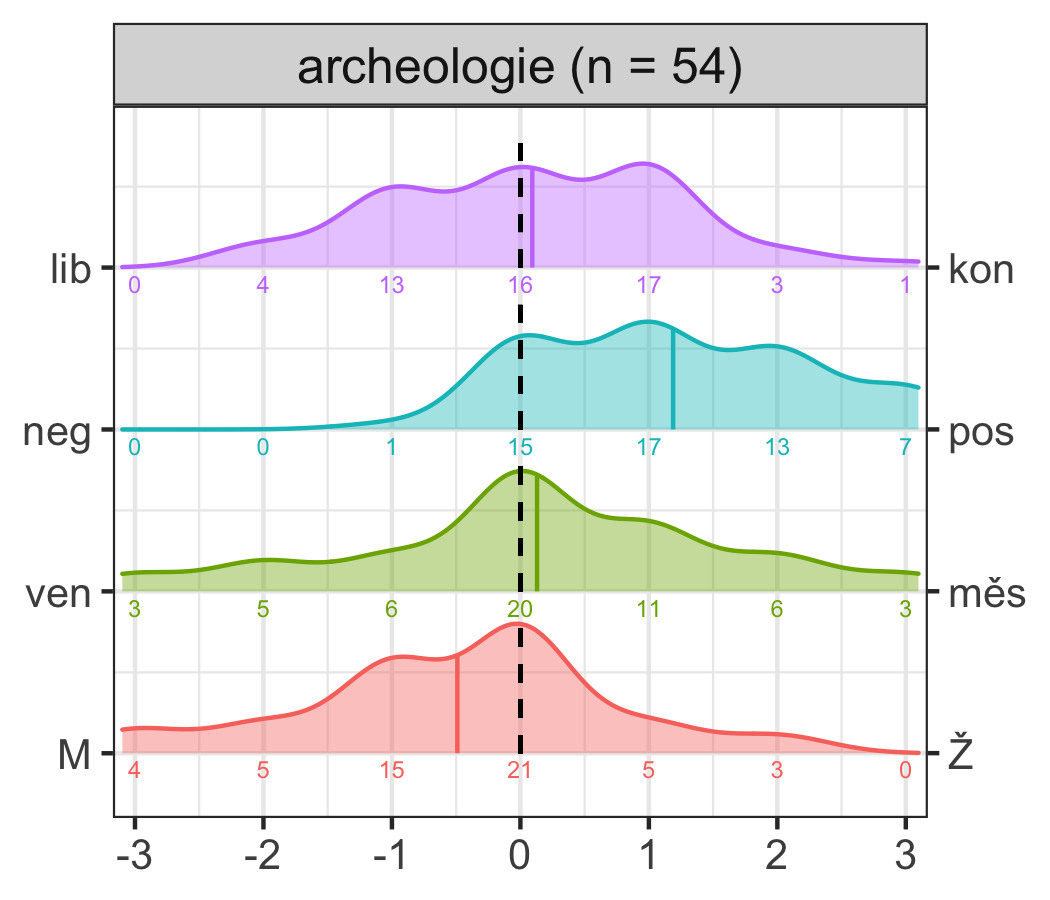 archeologie (n = 54)
lib kon
0 4 13 16 17 3 1
neg pos
0 0 1 15 17 13 7
ven měs
3 5 6 20 11 6 3
M Ž
4 5 15 21 5 3 0
-3 -2 -1 0 1 2 3